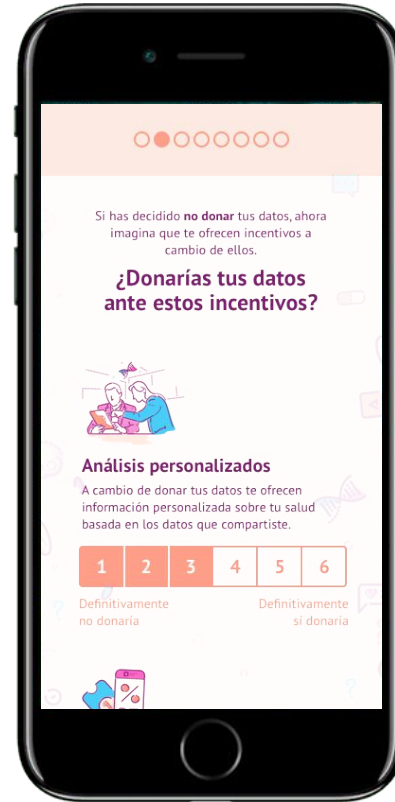 Si has decidido no donar tus datos, ahora
imagina que te ofrecen incentivos a
cambio de ellos.
¿Donarías tus datos
ante estos incentivos?
Análisis personalizados
A cambio de donar tus datos te ofrecen
información personalizada sobre tu salud
basada en los datos que compartiste.
1 2 3 4 5 6
Definitivamente Definitivamente
no donaría si donaria